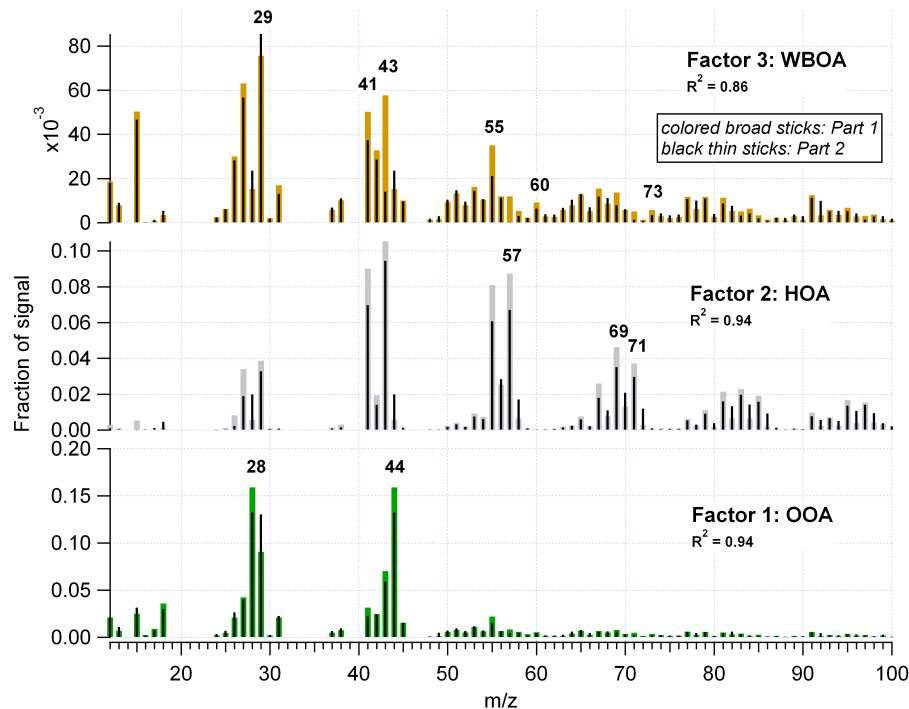 29
80
43
Factor 3: WBOA
R² = 0.86
41
x10⁻³
60
55
colored broad sticks: Part 1
black thin sticks: Part 2
40
20
60
73
0
0.10
57
0.08
Factor 2: HOA
R² = 0.94
0.06
69
71
0.04
0.02
0.00
Fraction of signal
0.20
28
44
0.15
Factor 1: OOA
R² = 0.94
0.10
0.05
0.00
20 30 40 50 60 70 80 90 100
m/z